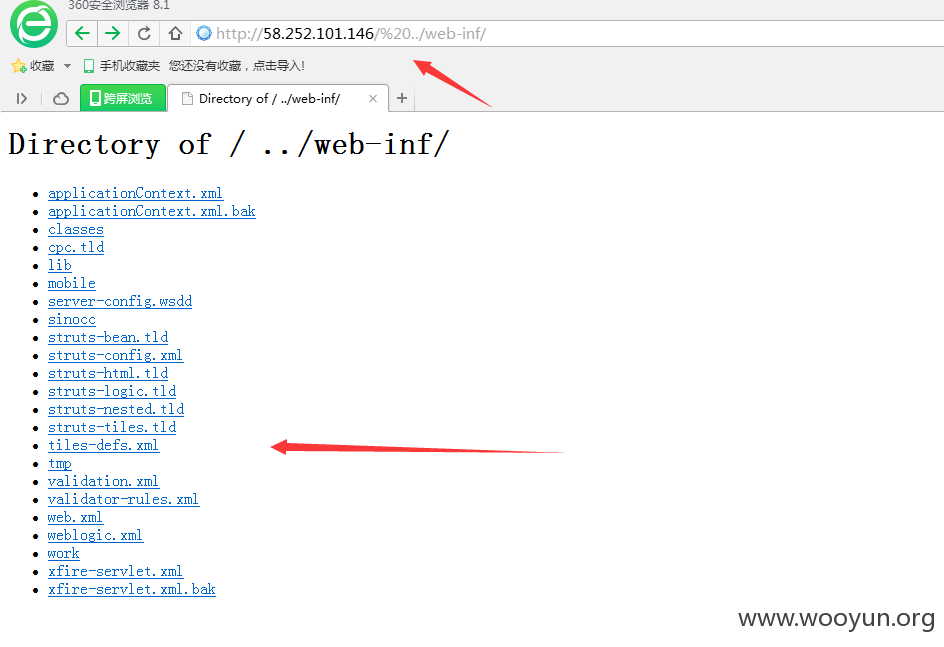 360安全浏览器 8.1
http://58.252.101.146/%20../web-inf/
收藏 手机收藏夹 您还没有收藏，点击导入!
跨屏浏览 Directory of / ../web-inf/
Directory of / ../web-inf/
applicationContext.xml
applicationContext.xml.bak
classes
cpc.tld
lib
mobile
server-config.wsdd
sinocc
struts-bean.tld
struts-config.xml
struts-html.tld
struts-logic.tld
struts-nested.tld
struts-tiles.tld
tiles-defs.xml
tmp
validation.xml
validator-rules.xml
web.xml
weblogic.xml
work
xfire-servlet.xml
xfire-servlet.xml.bak
www.wooyun.org